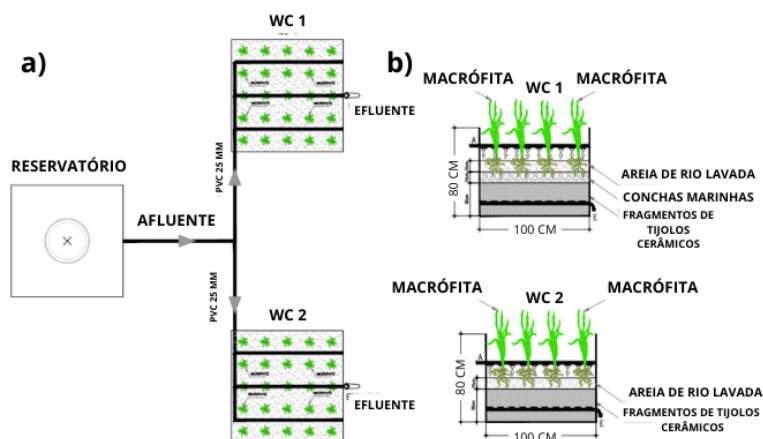 a)
WC 1
EFLUENTE
PVC 25 MM
RESERVATÓRIO
AFLUENTE
PVC 25 MM
WC 2
E
EFLUENTE
b)
MACRÓFITA
MACRÓFITA
WC 1
A
80 CM
AREIA DE RIO LAVADA
CONCHAS MARINHAS
FRAGMENTOS DE
TIJOLOS
CERÂMICOS
E
100 CM
MACRÓFITA
MACRÓFITA
WC 2
A
80 CM
AREIA DE RIO LAVADA
FRAGMENTOS DE TIJOLOS
CERÂMICOS
E
100 CM